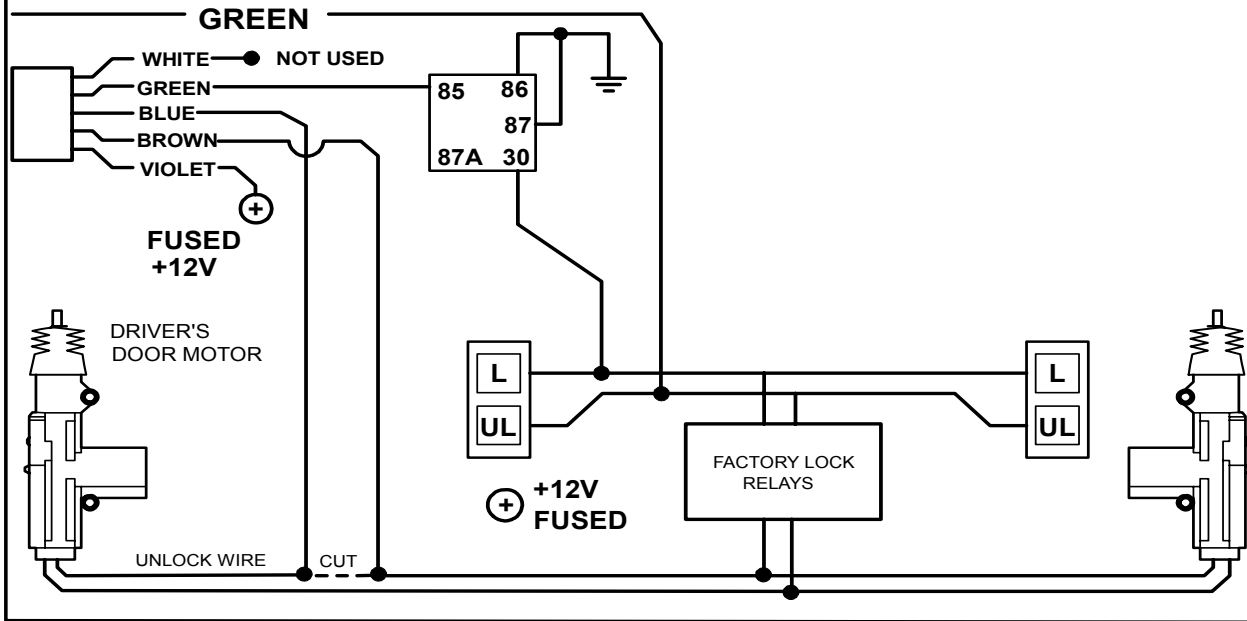 GREEN
WHITE
NOT USED
GREEN
BLUE
BROWN
VIOLET
FUSED
+12V
85
86
87
87A
30
DRIVER'S
DOOR MOTOR
L
UL
+12V
FUSED
FACTORY LOCK
RELAYS
L
UL
UNLOCK WIRE
CUT